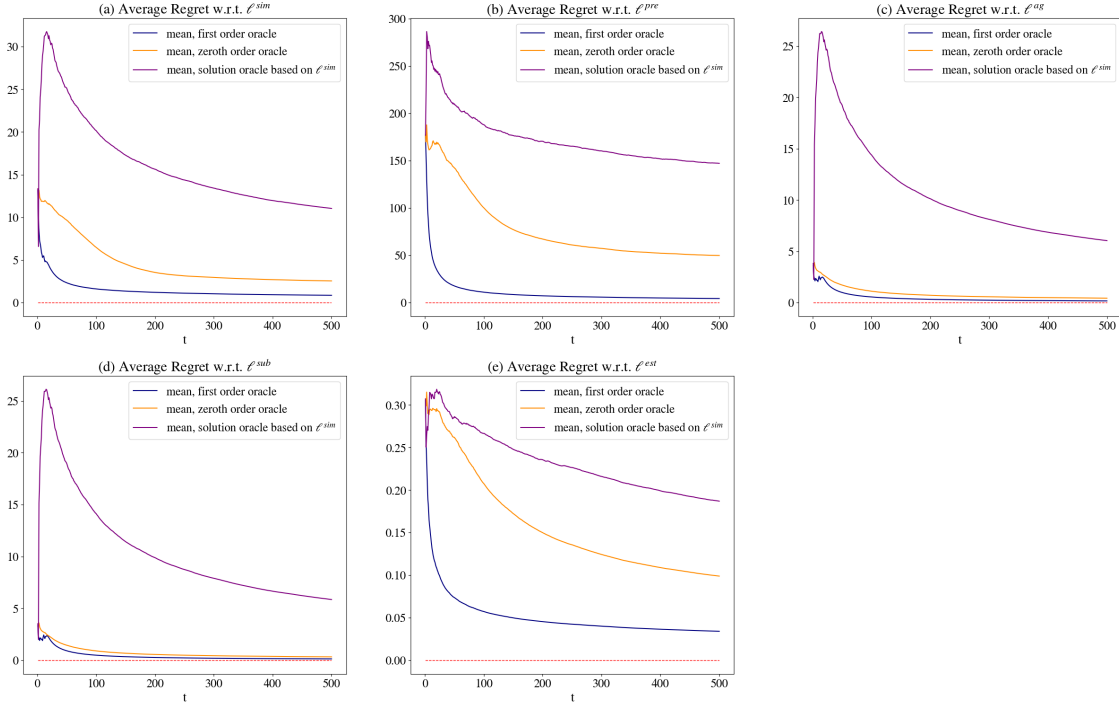 (a) Average Regret w.r.t. ℓ^sim
mean, first order oracle
mean, zeroth order oracle
mean, solution oracle based on ℓ^sim
30
25
20
15
10
5
0
0 100 200 300 400 500
t
(b) Average Regret w.r.t. ℓ^pre
mean, first order oracle
mean, zeroth order oracle
mean, solution oracle based on ℓ^sim
300
250
200
150
100
50
0
0 100 200 300 400 500
t
(c) Average Regret w.r.t. ℓ^ag
mean, first order oracle
mean, zeroth order oracle
mean, solution oracle based on ℓ^sim
25
20
15
10
5
0
0 100 200 300 400 500
t
(d) Average Regret w.r.t. ℓ^sub
mean, first order oracle
mean, zeroth order oracle
mean, solution oracle based on ℓ^sim
25
20
15
10
5
0
0 100 200 300 400 500
t
(e) Average Regret w.r.t. ℓ^est
mean, first order oracle
mean, zeroth order oracle
mean, solution oracle based on ℓ^sim
0.30
0.25
0.20
0.15
0.10
0.05
0.00
0 100 200 300 400 500
t